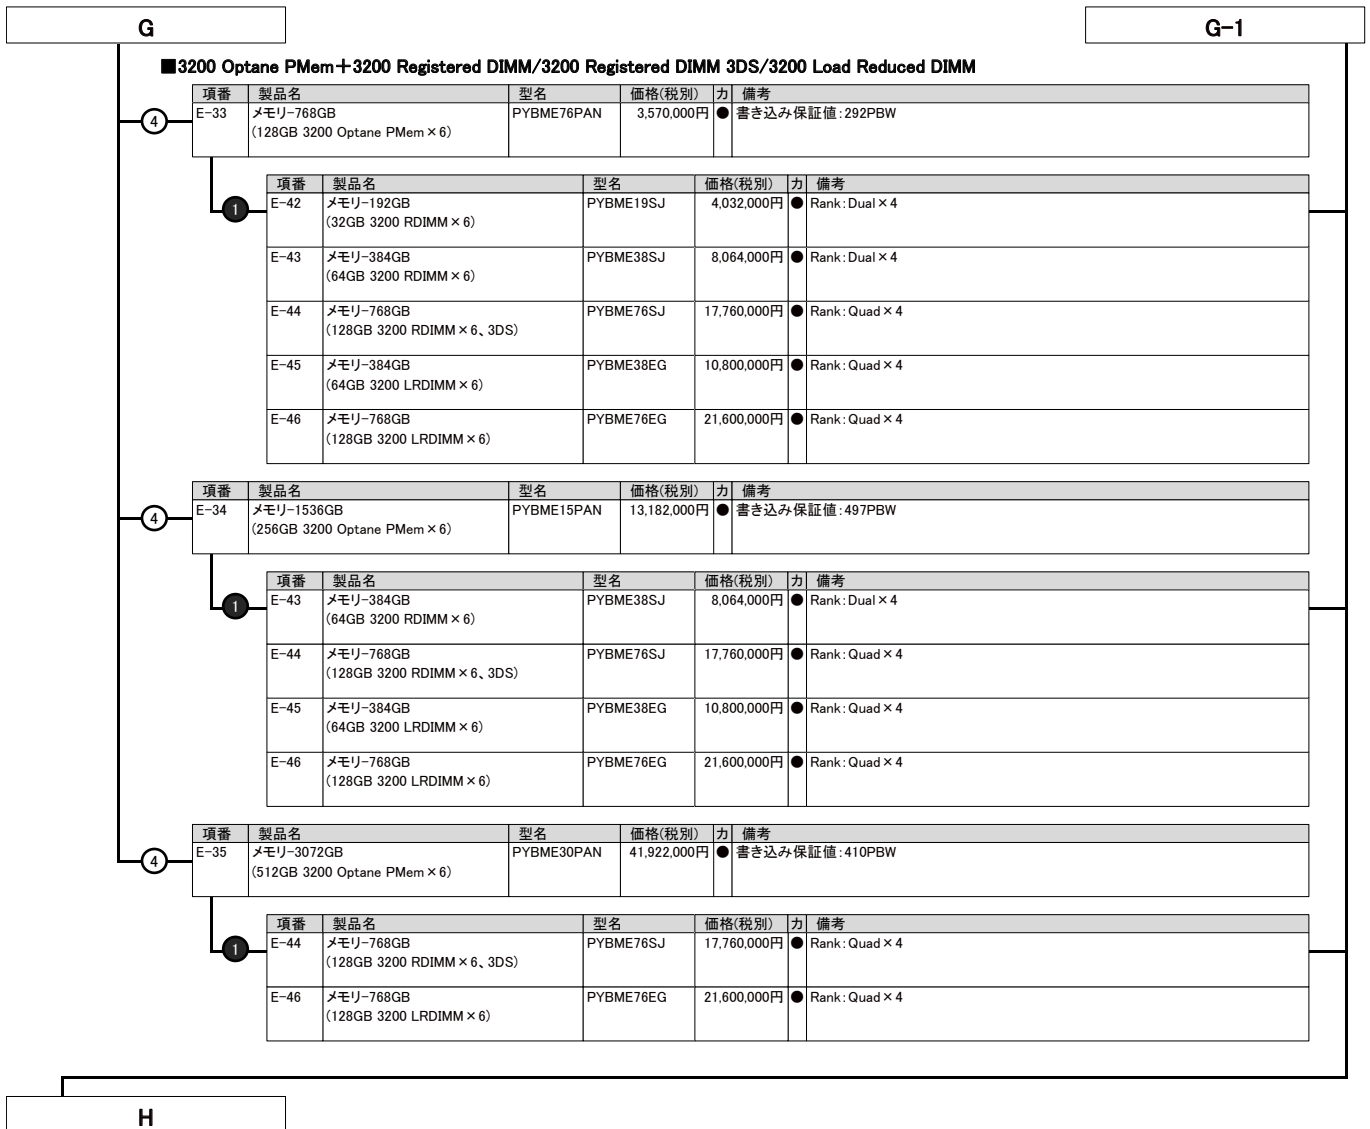 G
G-1
■3200 Optane PMem+3200 Registered DIMM/3200 Registered DIMM 3DS/3200 Load Reduced DIMM
項番 製品名 型名 価格(税別) カ 備考
4 E-33 メモリ-768GB PYBME76PAN 3,570,000円 ● 書き込み保証値:292PBW
(128GB 3200 Optane PMem×6)
項番 製品名 型名 価格(税別) カ 備考
1 E-42 メモリ-192GB PYBME19SJ 4,032,000円 ● Rank:Dual×4
(32GB 3200 RDIMM×6)
E-43 メモリ-384GB PYBME38SJ 8,064,000円 ● Rank:Dual×4
(64GB 3200 RDIMM×6)
E-44 メモリ-768GB PYBME76SJ 17,760,000円 ● Rank:Quad×4
(128GB 3200 RDIMM×6、3DS)
E-45 メモリ-384GB PYBME38EG 10,800,000円 ● Rank:Quad×4
(64GB 3200 LRDIMM×6)
E-46 メモリ-768GB PYBME76EG 21,600,000円 ● Rank:Quad×4
(128GB 3200 LRDIMM×6)
項番 製品名 型名 価格(税別) カ 備考
4 E-34 メモリ-1536GB PYBME15PAN 13,182,000円 ● 書き込み保証値:497PBW
(256GB 3200 Optane PMem×6)
項番 製品名 型名 価格(税別) カ 備考
1 E-43 メモリ-384GB PYBME38SJ 8,064,000円 ● Rank:Dual×4
(64GB 3200 RDIMM×6)
E-44 メモリ-768GB PYBME76SJ 17,760,000円 ● Rank:Quad×4
(128GB 3200 RDIMM×6、3DS)
E-45 メモリ-384GB PYBME38EG 10,800,000円 ● Rank:Quad×4
(64GB 3200 LRDIMM×6)
E-46 メモリ-768GB PYBME76EG 21,600,000円 ● Rank:Quad×4
(128GB 3200 LRDIMM×6)
項番 製品名 型名 価格(税別) カ 備考
4 E-35 メモリ-3072GB PYBME30PAN 41,922,000円 ● 書き込み保証値:410PBW
(512GB 3200 Optane PMem×6)
項番 製品名 型名 価格(税別) カ 備考
1 E-44 メモリ-768GB PYBME76SJ 17,760,000円 ● Rank:Quad×4
(128GB 3200 RDIMM×6、3DS)
E-46 メモリ-768GB PYBME76EG 21,600,000円 ● Rank:Quad×4
(128GB 3200 LRDIMM×6)
H